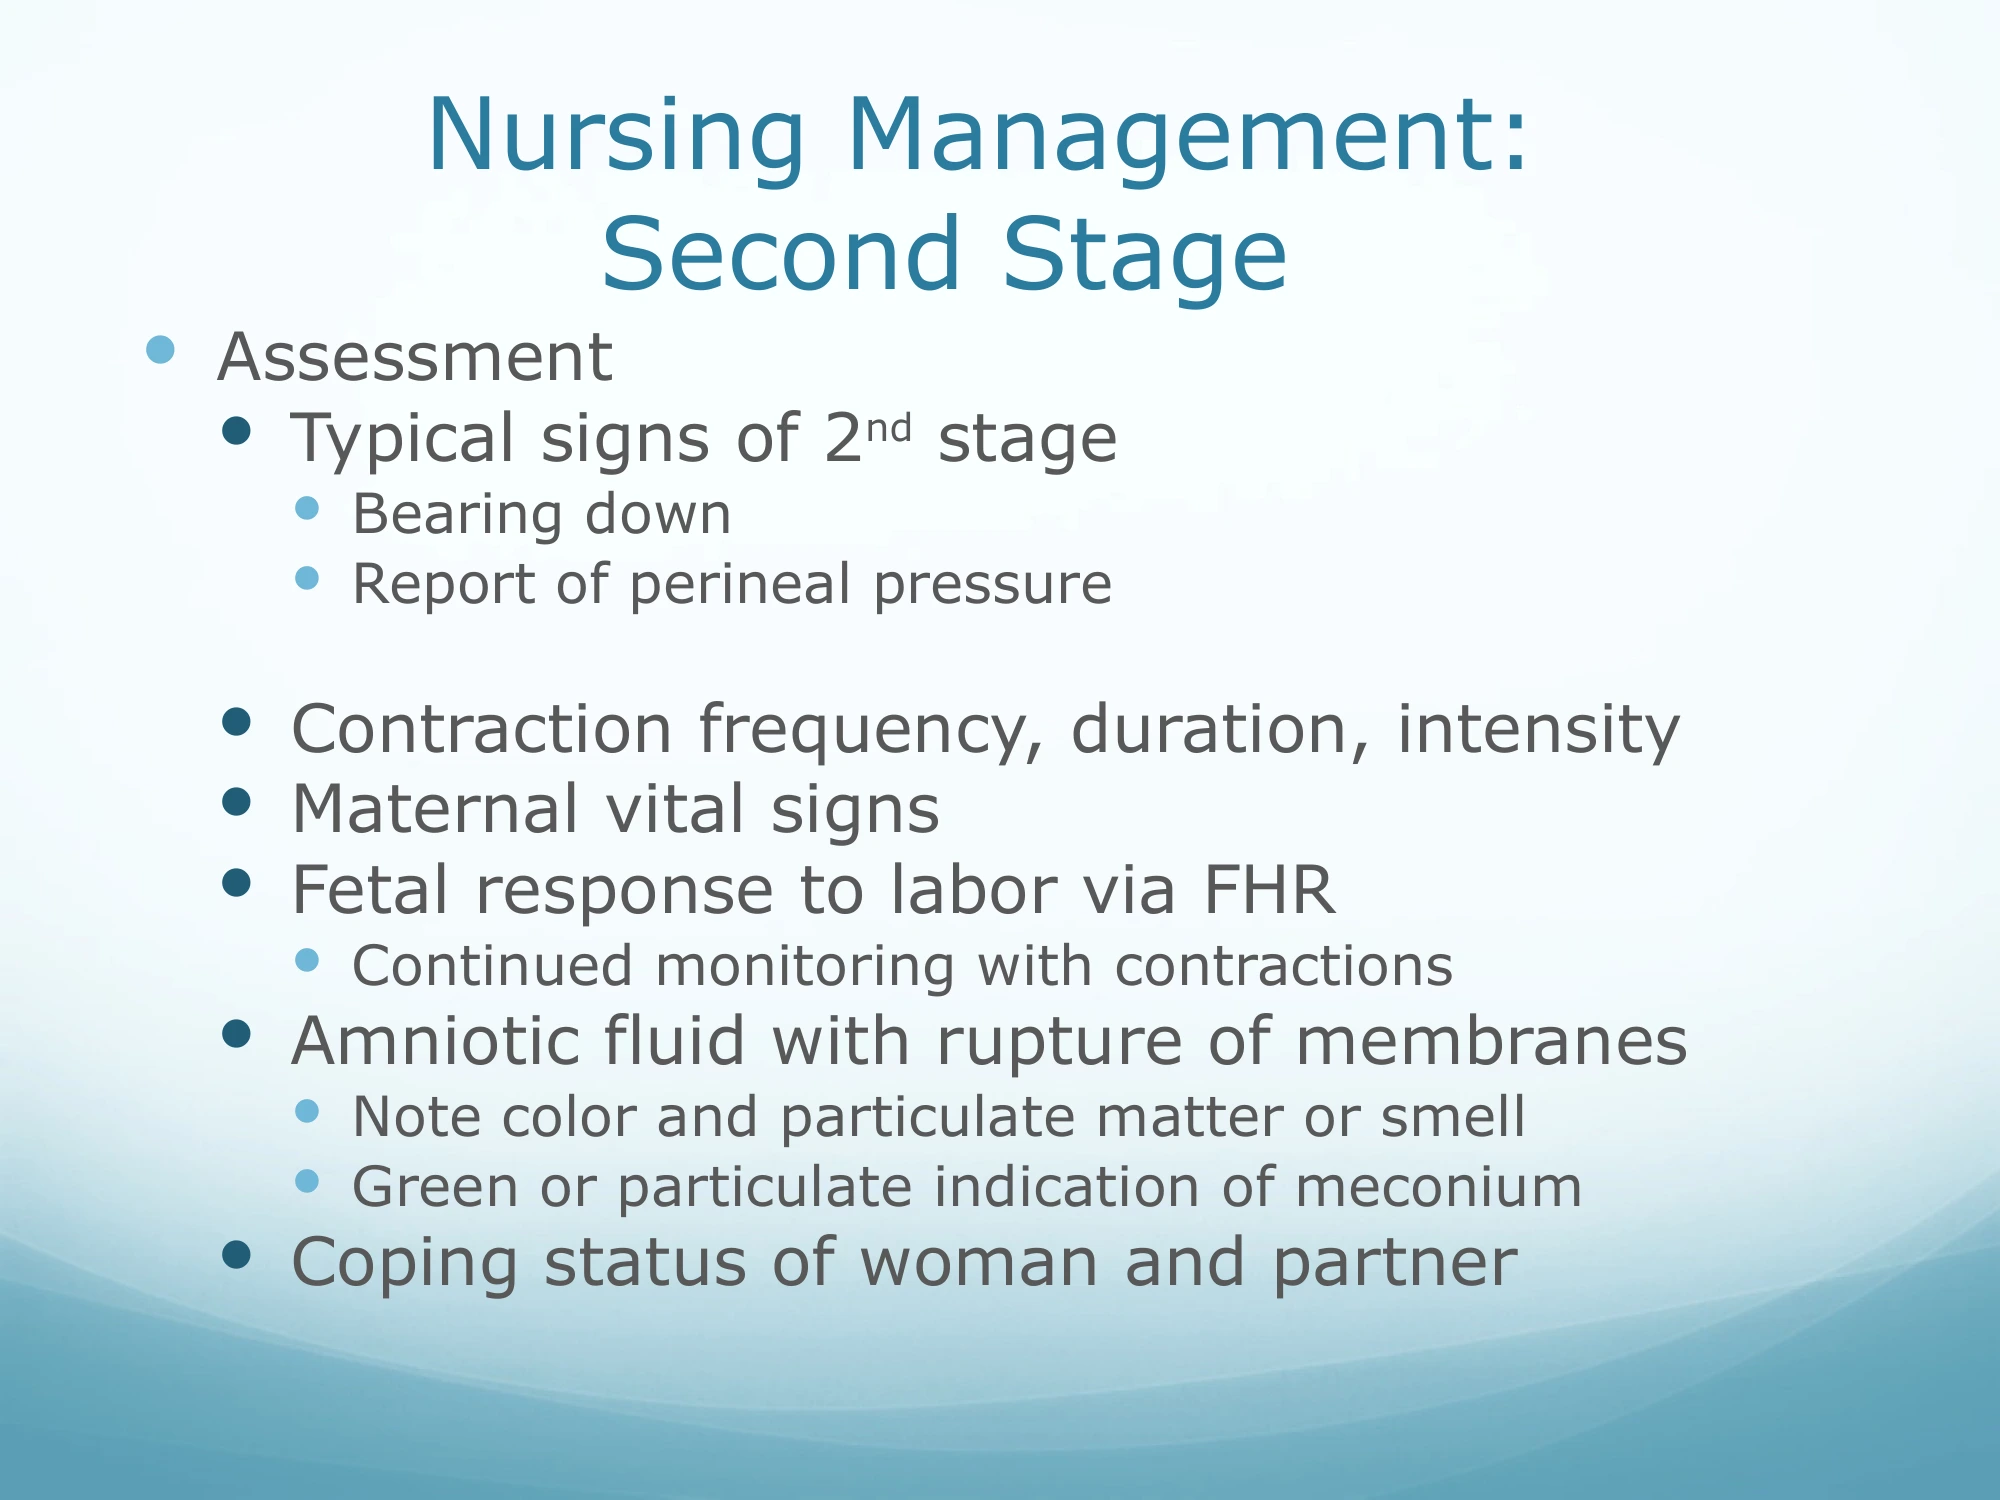 Nursing Management:
Second Stage
• Assessment
• Typical signs of 2nd stage
• Bearing down
• Report of perineal pressure
• Contraction frequency, duration, intensity
• Maternal vital signs
• Fetal response to labor via FHR
• Continued monitoring with contractions
• Amniotic fluid with rupture of membranes
• Note color and particulate matter or smell
• Green or particulate indication of meconium
• Coping status of woman and partner